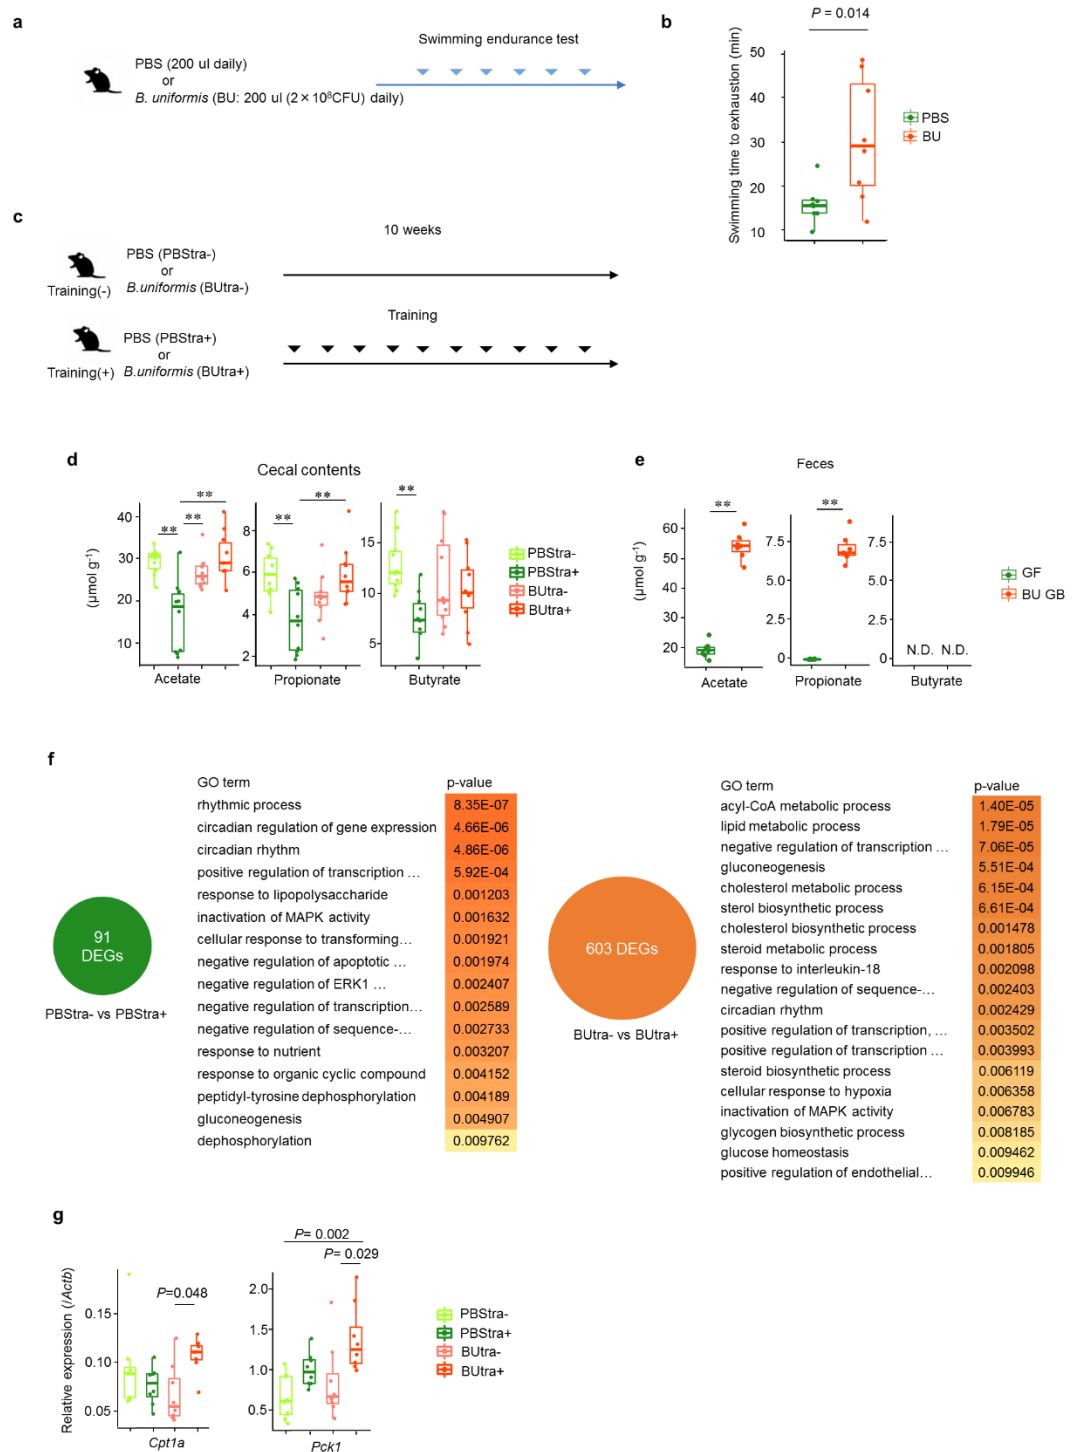 a
Swimming endurance test
PBS (200 ul daily)
or
B. uniformis (BU: 200 ul (2×10⁸CFU) daily)
b
P = 0.014
Swimming time to exhaustion (min)
50
40
30
20
10
PBS
BU
c
10 weeks
PBS (PBStra-)
or
B.uniformis (BUtra-)
Training(-)
Training
PBS (PBStra+)
or
B.uniformis (BUtra+)
Training(+)
d
Cecal contents
(μmol g⁻¹)
40
30
20
10
** ** **
Acetate
8
6
4
2
** **
Propionate
15
10
5
**
Butyrate
PBStra-
PBStra+
BUtra-
BUtra+
e
Feces
(μmol g⁻¹)
60
50
40
30
20
**
Acetate
7.5
5.0
2.5
0
**
Propionate
7.5
5.0
2.5
0
N.D. N.D.
Butyrate
GF
BU GB
f
91
DEGs
PBStra- vs PBStra+
GO term p-value
rhythmic process 8.35E-07
circadian regulation of gene expression 4.66E-06
circadian rhythm 4.86E-06
positive regulation of transcription … 5.92E-04
response to lipopolysaccharide 0.001203
inactivation of MAPK activity 0.001632
cellular response to transforming… 0.001921
negative regulation of apoptotic … 0.001974
negative regulation of ERK1 … 0.002407
negative regulation of transcription… 0.002589
negative regulation of sequence-… 0.002733
response to nutrient 0.003207
response to organic cyclic compound 0.004152
peptidyl-tyrosine dephosphorylation 0.004189
gluconeogenesis 0.004907
dephosphorylation 0.009762
603 DEGs
BUtra- vs BUtra+
GO term p-value
acyl-CoA metabolic process 1.40E-05
lipid metabolic process 1.79E-05
negative regulation of transcription … 7.06E-05
gluconeogenesis 5.51E-04
cholesterol metabolic process 6.15E-04
sterol biosynthetic process 6.61E-04
cholesterol biosynthetic process 0.001478
steroid metabolic process 0.001805
response to interleukin-18 0.002098
negative regulation of sequence-… 0.002403
circadian rhythm 0.002429
positive regulation of transcription, … 0.003502
positive regulation of transcription … 0.003993
steroid biosynthetic process 0.006119
cellular response to hypoxia 0.006358
inactivation of MAPK activity 0.006783
glycogen biosynthetic process 0.008185
glucose homeostasis 0.009462
positive regulation of endothelial… 0.009946
g
Relative expression (/Actb)
0.15
0.10
0.05
P=0.048
Cpt1a
2.0
1.5
1.0
0.5
P= 0.002
P= 0.029
Pck1
PBStra-
PBStra+
BUtra-
BUtra+